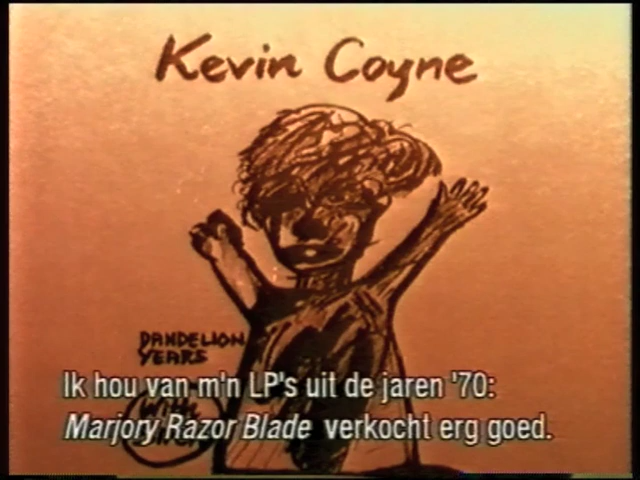 Kevin Coyne
DANDELION
YEARS
Ik hou van m'n LP's uit de jaren '70:
Marjory Razor Blade verkocht erg goed.